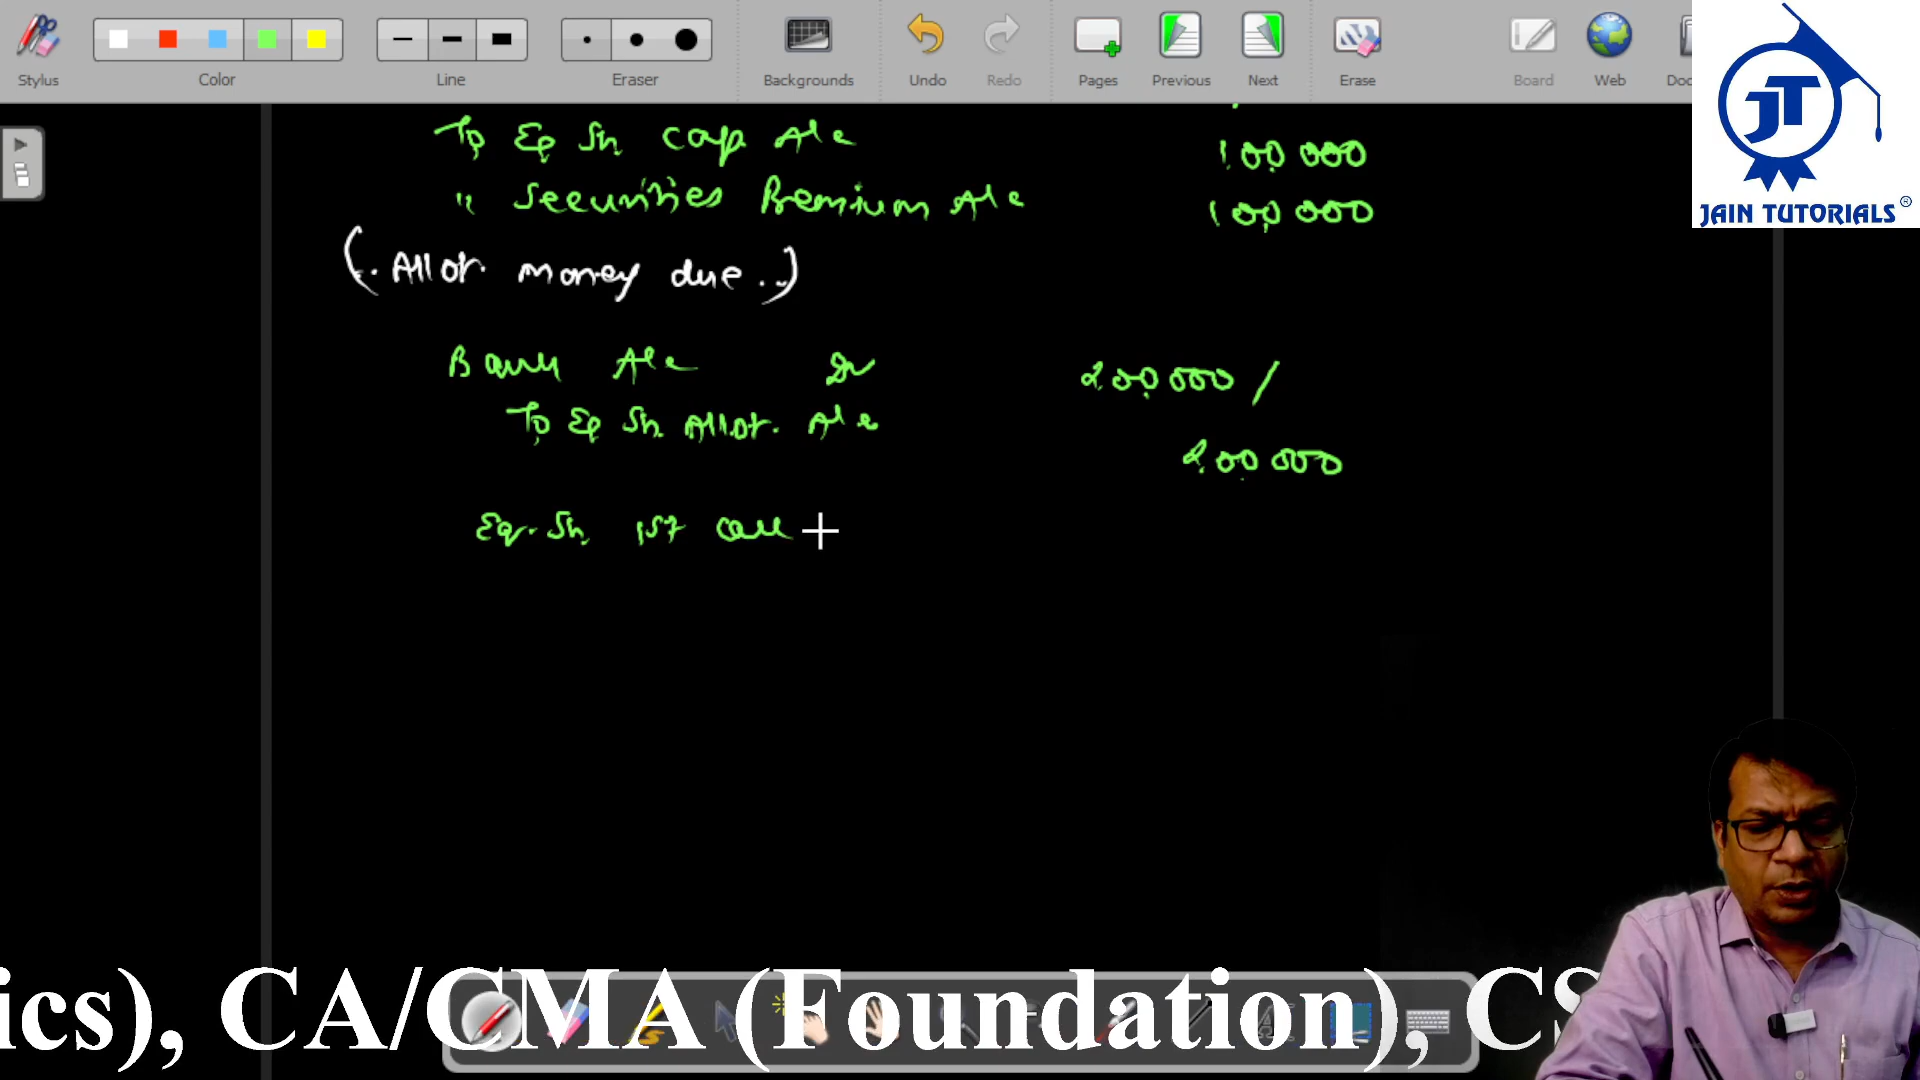 Stylus
Color
Line
Eraser
Backgrounds
Undo
Redo
Pages
Previous
Next
Erase
Board
Web
JT
JAIN TUTORIALS®
To Eq Sh Cap A/c 1,00,000
" Securities Premium A/c 1,00,000
(. Allot. money due ..)
Bank A/c Dr 2,00,000 /
To Eq Sh. Allot. A/c 2,00,000
Eq. Sh. 1st call
ics), CA/CMA (Foundation), CS